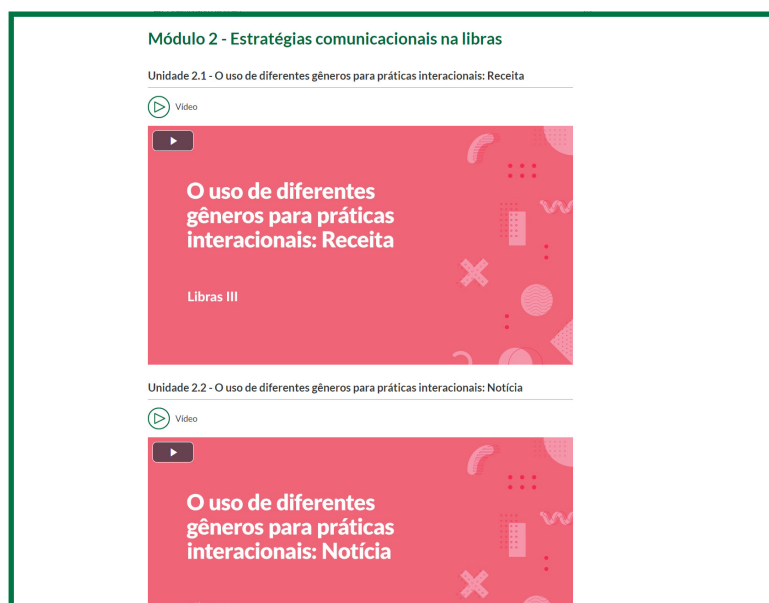 Módulo 2 - Estratégias comunicacionais na libras
Unidade 2.1 - O uso de diferentes gêneros para práticas interacionais: Receita
Vídeo
O uso de diferentes
gêneros para práticas
interacionais: Receita
Libras III
Unidade 2.2 - O uso de diferentes gêneros para práticas interacionais: Notícia
Vídeo
O uso de diferentes
gêneros para práticas
interacionais: Notícia